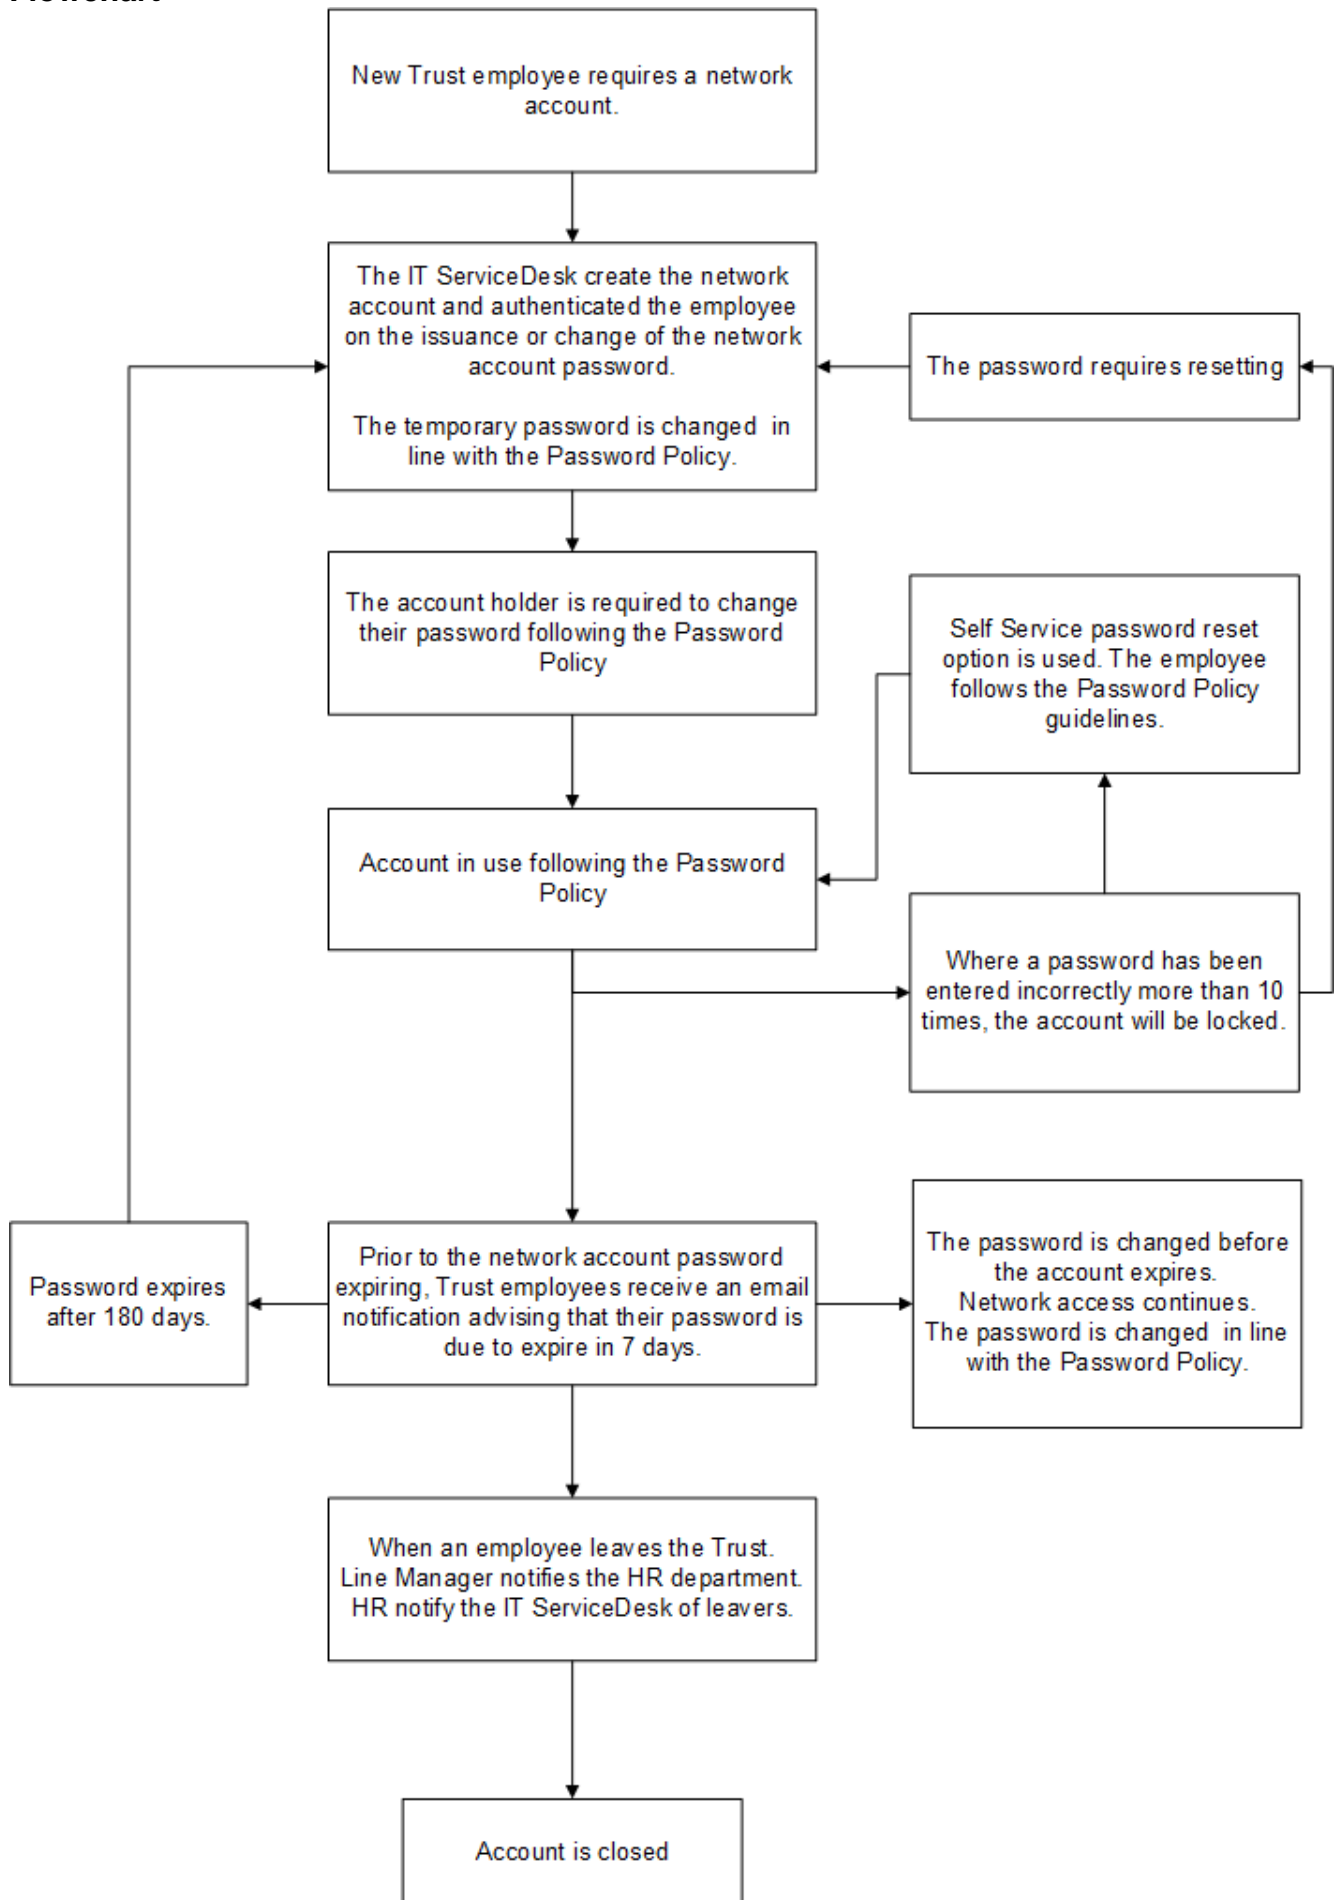 New Trust employee requires a network
account.
The IT ServiceDesk create the network
account and authenticated the employee
on the issuance or change of the network
account password.
The temporary password is changed  in
line with the Password Policy.
The password requires resetting
The account holder is required to change
their password following the Password
Policy
Self Service password reset
option is used. The employee
follows the Password Policy
guidelines.
Account in use following the Password
Policy
Where a password has been
entered incorrectly more than 10
times, the account will be locked.
Password expires
after 180 days.
Prior to the network account password
expiring, Trust employees receive an email
notification advising that their password is
due to expire in 7 days.
The password is changed before
the account expires.
Network access continues.
The password is changed  in line
with the Password Policy.
When an employee leaves the Trust.
Line Manager notifies the HR department.
HR notify the IT ServiceDesk of leavers.
Account is closed